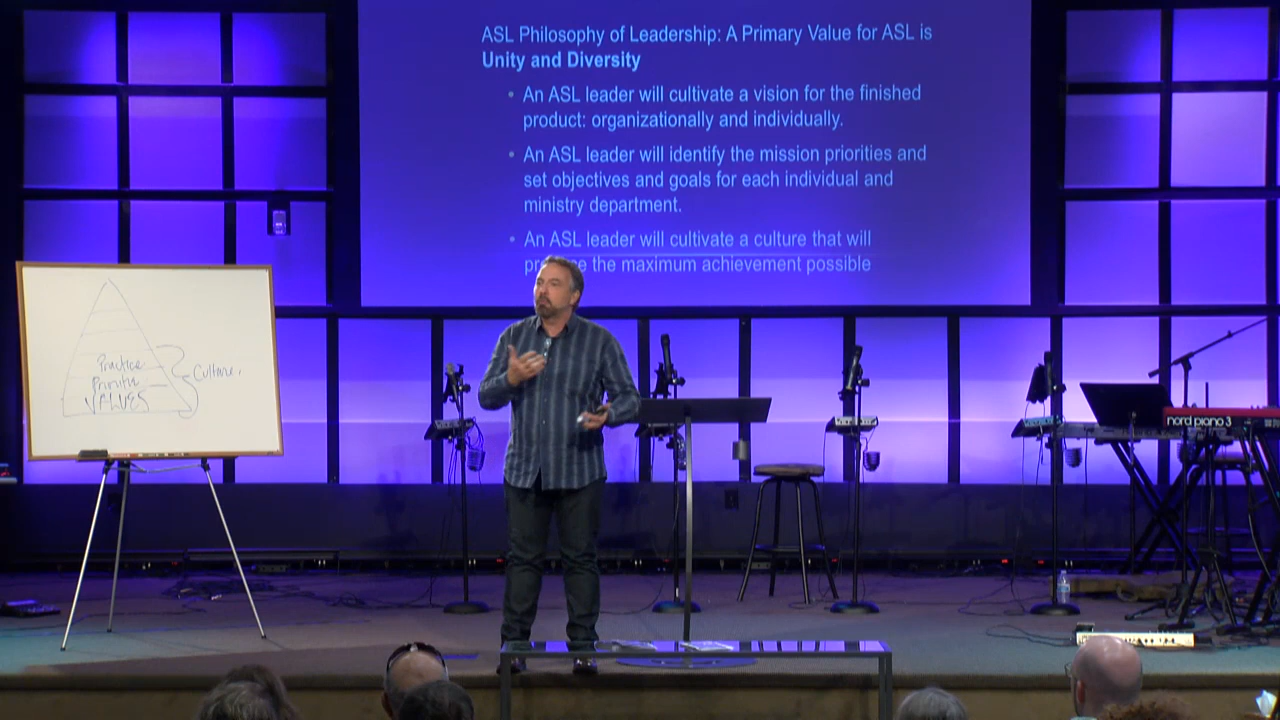 ASL Philosophy of Leadership: A Primary Value for ASL is
Unity and Diversity
• An ASL leader will cultivate a vision for the finished
product: organizationally and individually.
• An ASL leader will identify the mission priorities and
set objectives and goals for each individual and
ministry department.
• An ASL leader will cultivate a culture that will
the maximum achievement possible
Practice
VALUES
Culture
nord piano 3